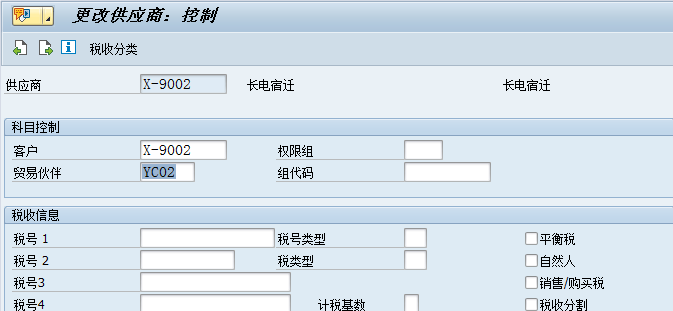 更改供应商: 控制
税收分类
供应商 X-9002 长电宿迁 长电宿迁
科目控制
客户 X-9002 权限组
贸易伙伴 YC02 组代码
税收信息
税号 1 税号类型 平衡税
税号 2 税类型 自然人
税号3 销售/购买税
税号4 计税基数 税收分割